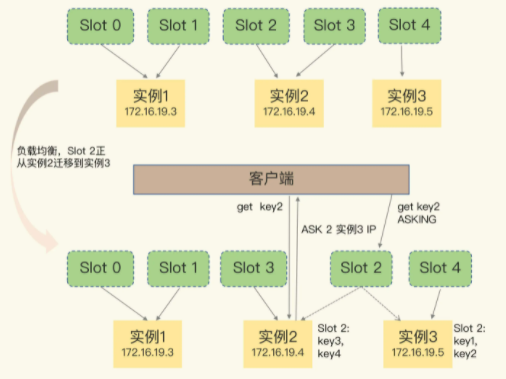 Slot 0
Slot 1
Slot 2
Slot 3
Slot 4
实例1
172.16.19.3
实例2
172.16.19.4
实例3
172.16.19.5
负载均衡，Slot 2正
从实例2迁移到实例3
客户端
get key2
ASK 2 实例3 IP
get key2
ASKING
Slot 0
Slot 1
Slot 3
Slot 2
Slot 4
实例1
172.16.19.3
实例2
172.16.19.4
Slot 2:
key3,
key4
实例3
172.16.19.5
Slot 2:
key1,
key2